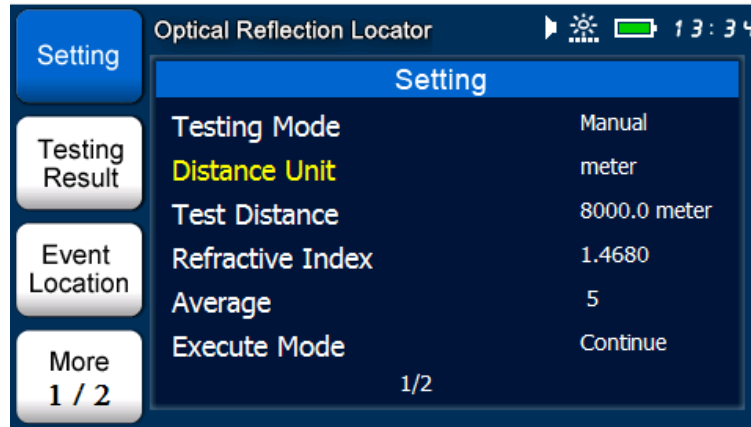 Setting
Optical Reflection Locator 13:34
Setting
Testing Mode Manual
Testing
Result
Distance Unit meter
Test Distance 8000.0 meter
Event
Location
Refractive Index 1.4680
Average 5
Execute Mode Continue
More
1 / 2
1/2